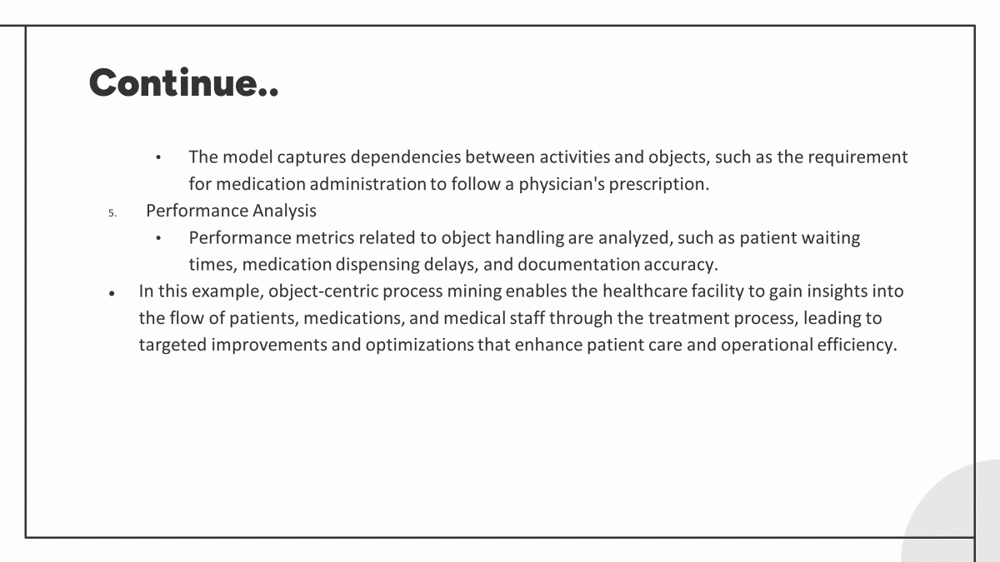 Continue..
• The model captures dependencies between activities and objects, such as the requirement
for medication administration to follow a physician's prescription.
5. Performance Analysis
• Performance metrics related to object handling are analyzed, such as patient waiting
times, medication dispensing delays, and documentation accuracy.
• In this example, object-centric process mining enables the healthcare facility to gain insights into
the flow of patients, medications, and medical staff through the treatment process, leading to
targeted improvements and optimizations that enhance patient care and operational efficiency.